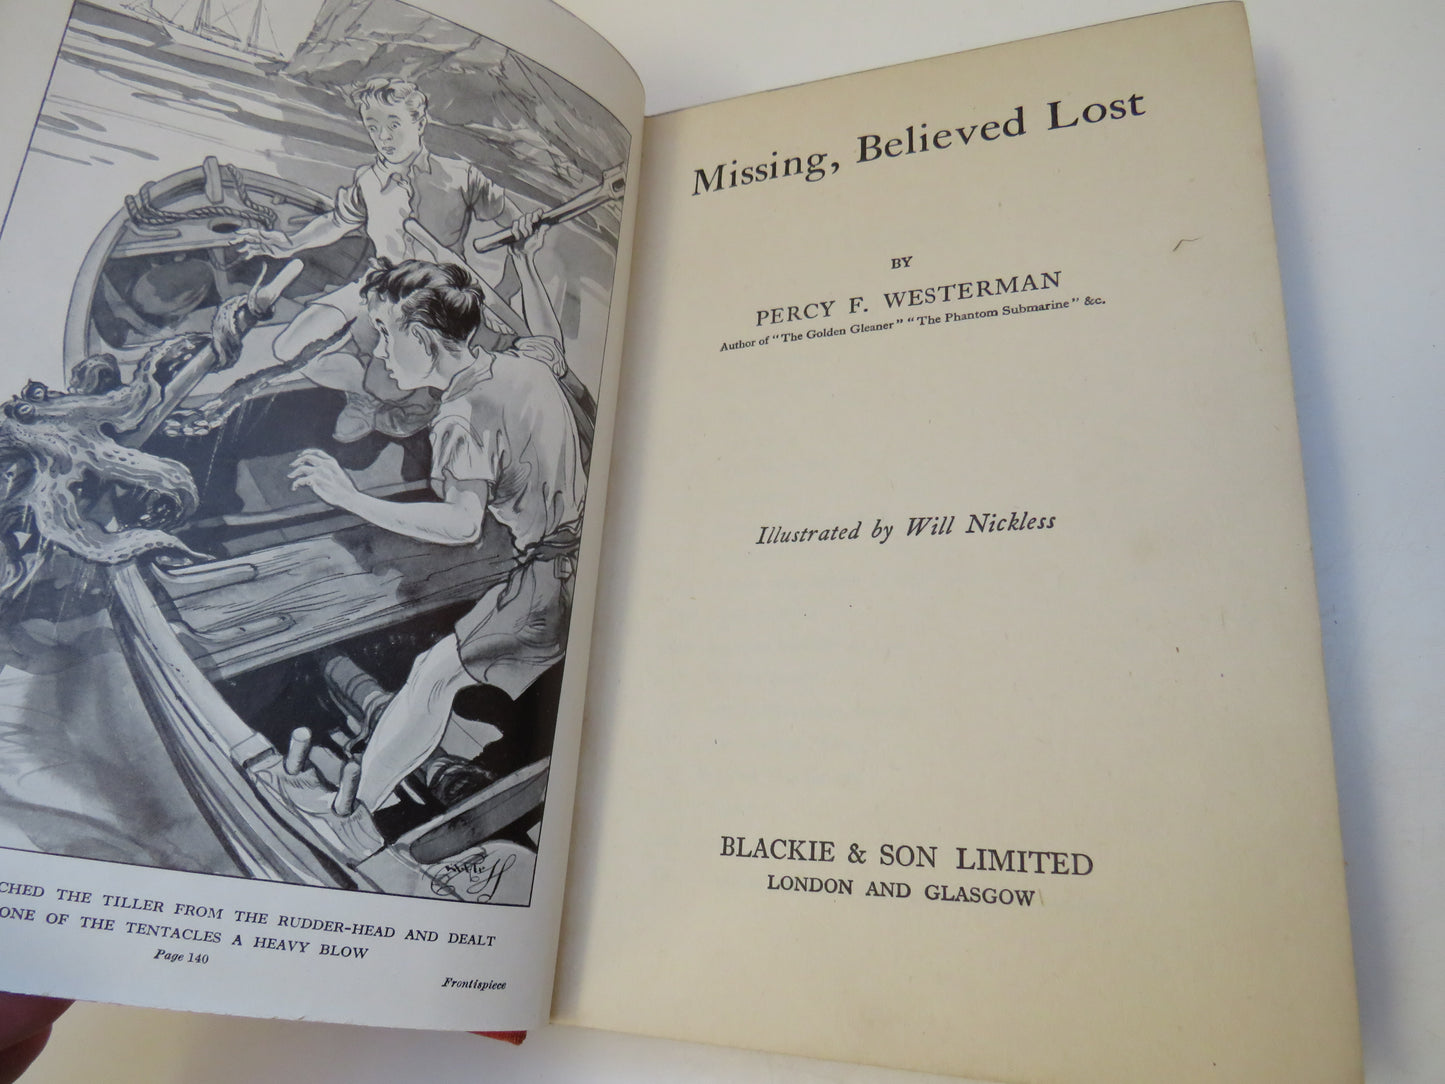 THE TILLER FROM THE RUDDER-HEAD AND DEALT
ONE OF THE TENTACLES A HEAVY BLOW
Page 140
Frontispiece
Missing, Believed Lost
BY
PERCY F. WESTERMAN
Author of "The Golden Gleaner" "The Phantom Submarine" &c.
Illustrated by Will Nickless
BLACKIE & SON LIMITED
LONDON AND GLASGOW